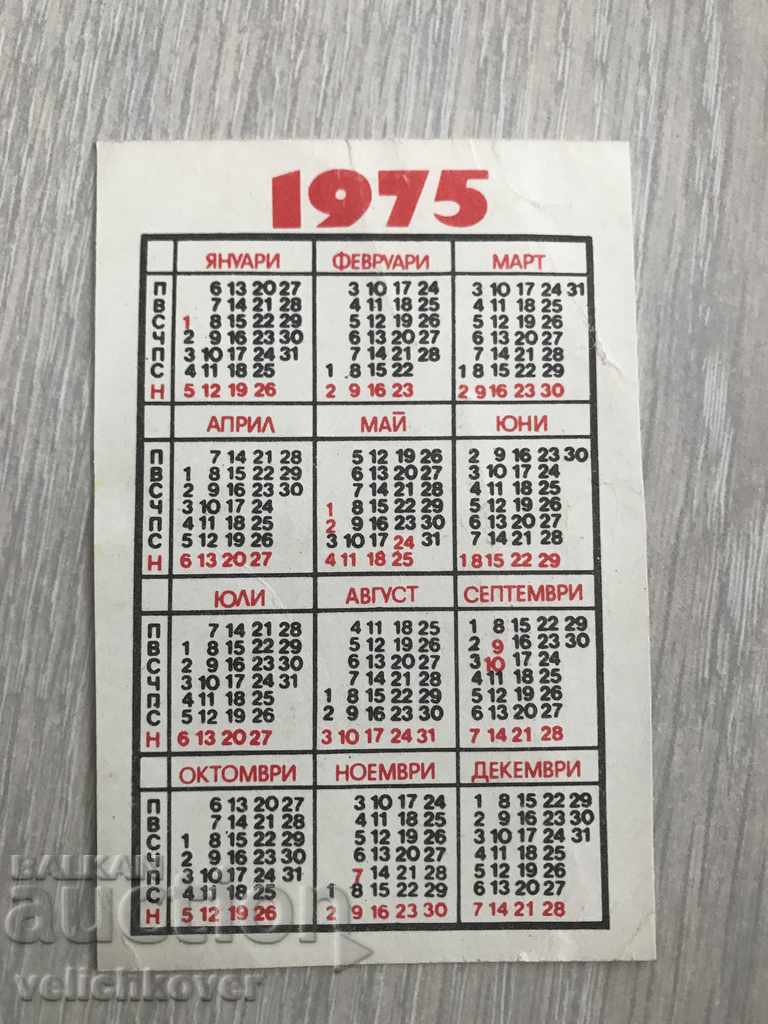 1975
ЯНУАРИ ФЕВРУАРИ МАРТ
П 6 13 20 27 3 10 17 24 3 10 17 24 31
В 7 14 21 28 4 11 18 25 4 11 18 25
С 1 8 15 22 29 5 12 19 26 5 12 19 26
Ч 2 9 16 23 30 6 13 20 27 6 13 20 27
П 3 10 17 24 31 7 14 21 28 7 14 21 28
С 4 11 18 25 1 8 15 22 1 8 15 22 29
Н 5 12 19 26 2 9 16 23 2 9 16 23 30
АПРИЛ МАЙ ЮНИ
П 7 14 21 28 5 12 19 26 2 9 16 23 30
В 1 8 15 22 29 6 13 20 27 3 10 17 24
С 2 9 16 23 30 7 14 21 28 4 11 18 25
Ч 3 10 17 24 1 8 15 22 29 5 12 19 26
П 4 11 18 25 2 9 16 23 30 6 13 20 27
С 5 12 19 26 3 10 17 24 31 7 14 21 28
Н 6 13 20 27 4 11 18 25 1 8 15 22 29
ЮЛИ АВГУСТ СЕПТЕМВРИ
П 7 14 21 28 4 11 18 25 1 8 15 22 29
В 1 8 15 22 29 5 12 19 26 2 9 16 23 30
С 2 9 16 23 30 6 13 20 27 3 10 17 24
Ч 3 10 17 24 31 7 14 21 28 4 11 18 25
П 4 11 18 25 1 8 15 22 29 5 12 19 26
С 5 12 19 26 2 9 16 23 30 6 13 20 27
Н 6 13 20 27 3 10 17 24 31 7 14 21 28
ОКТОМВРИ НОЕМВРИ ДЕКЕМВРИ
П 6 13 20 27 3 10 17 24 1 8 15 22 29
В 7 14 21 28 4 11 18 25 2 9 16 23 30
С 1 8 15 22 29 5 12 19 26 3 10 17 24 31
Ч 2 9 16 23 30 6 13 20 27 4 11 18 25
П 3 10 17 24 31 7 14 21 28 5 12 19 26
С 4 11 18 25 1 8 15 22 29 6 13 20 27
Н 5 12 19 26 2 9 16 23 30 7 14 21 28
БАЛКАН
auction
velichkover